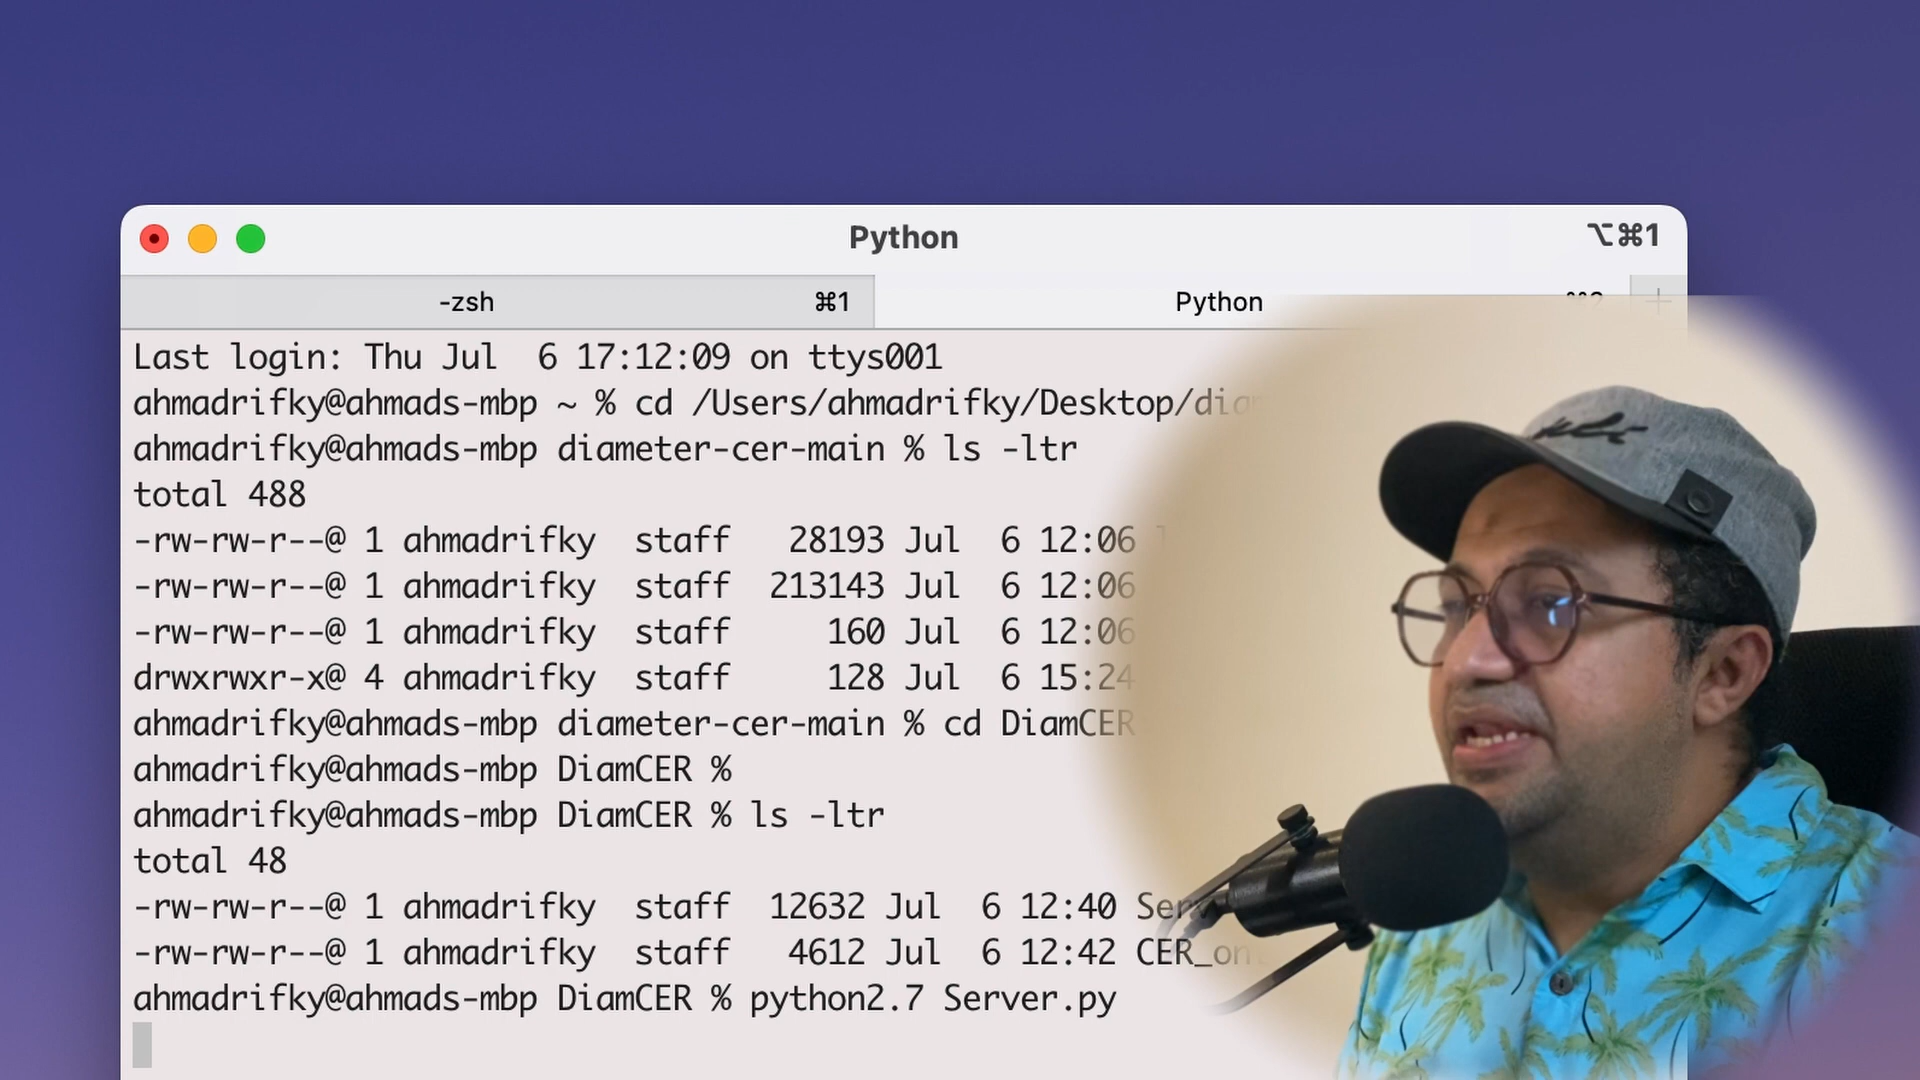 Python ⌥⌘1
-zsh ⌘1 Python
Last login: Thu Jul  6 17:12:09 on ttys001
ahmadrifky@ahmads-mbp ~ % cd /Users/ahmadrifky/Desktop/
ahmadrifky@ahmads-mbp diameter-cer-main % ls -ltr
total 488
-rw-rw-r--@ 1 ahmadrifky  staff   28193 Jul  6 12:06
-rw-rw-r--@ 1 ahmadrifky  staff  213143 Jul  6 12:06
-rw-rw-r--@ 1 ahmadrifky  staff     160 Jul  6 12:06
drwxrwxr-x@ 4 ahmadrifky  staff     128 Jul  6 15:24
ahmadrifky@ahmads-mbp diameter-cer-main % cd DiamCER
ahmadrifky@ahmads-mbp DiamCER %
ahmadrifky@ahmads-mbp DiamCER % ls -ltr
total 48
-rw-rw-r--@ 1 ahmadrifky  staff  12632 Jul  6 12:40
-rw-rw-r--@ 1 ahmadrifky  staff   4612 Jul  6 12:42
ahmadrifky@ahmads-mbp DiamCER % python2.7 Server.py